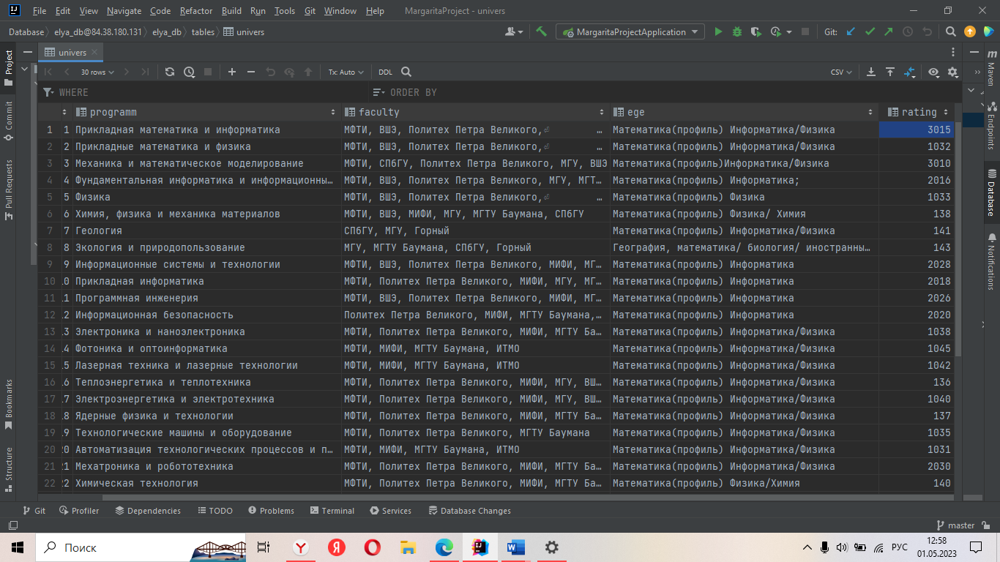 File Edit View Navigate Code Refactor Build Run Tools Git Window Help MargaritaProject - univers
Database elya_db@84.38.180.131 elya_db tables univers MargaritaProjectApplication Git:
univers
30 rows Tx: Auto DDL CSV
WHERE ORDER BY
programm faculty ege rating
1 1 Прикладная математика и информатика МФТИ, ВШЭ, Политех Петра Великого,⏎ … Математика(профиль) Информатика/Физика 3015
2 2 Прикладные математика и физика МФТИ, ВШЭ, Политех Петра Великого,⏎ … Математика(профиль) Информатика/Физика 1032
3 3 Механика и математическое моделирование МФТИ, СПбГУ, Политех Петра Великого, МГУ, ВШЭ Математика(профиль)Информатика/Физика 3010
4 4 Фундаментальная информатика и информационны… МФТИ, ВШЭ, Политех Петра Великого, МГУ, МГТ… Математика(профиль) Информатика; 2016
5 5 Физика МФТИ, ВШЭ, Политех Петра Великого,⏎ … Математика(профиль) Физика 1033
6 6 Химия, физика и механика материалов МФТИ, ВШЭ, МИФИ, МГУ, МГТУ Баумана, СПбГУ Математика(профиль) Физика/ Химия 138
7 7 Геология СПбГУ, МГУ, Горный Математика(профиль) Информатика/Физика 141
8 8 Экология и природопользование МГУ, МГТУ Баумана, СПбГУ, Горный География, математика/ биология/ иностранны… 143
9 9 Информационные системы и технологии МФТИ, ВШЭ, Политех Петра Великого, МИФИ, МГ… Математика(профиль) Информатика 2028
10 10 Прикладная информатика МФТИ, Политех Петра Великого, МИФИ, МГУ, МГ… Математика(профиль) Информатика 2018
11 11 Программная инженерия МФТИ, ВШЭ, Политех Петра Великого, МИФИ, МГ… Математика(профиль) Информатика 2026
12 12 Информационная безопасность Политех Петра Великого, МИФИ, МГТУ Баумана,… Математика(профиль) Информатика 2020
13 13 Электроника и наноэлектроника МФТИ, Политех Петра Великого, МИФИ, МГТУ Ба… Математика(профиль) Информатика/Физика 1038
14 14 Фотоника и оптоинформатика МФТИ, МИФИ, МГТУ Баумана, ИТМО Математика(профиль) Информатика/Физика 1045
15 15 Лазерная техника и лазерные технологии МФТИ, МИФИ, МГТУ Баумана, ИТМО Математика(профиль) Информатика/Физика 1042
16 16 Теплоэнергетика и теплотехника МФТИ, Политех Петра Великого, МИФИ, МГУ, ВШ… Математика(профиль) Информатика/Физика 136
17 17 Электроэнергетика и электротехника МФТИ, Политех Петра Великого, МИФИ, МГУ, ВШ… Математика(профиль) Информатика/Физика 1040
18 18 Ядерные физика и технологии МФТИ, Политех Петра Великого, МИФИ, МГТУ Ба… Математика(профиль) Информатика/Физика 137
19 19 Технологические машины и оборудование МФТИ, Политех Петра Великого, МГТУ Баумана Математика(профиль) Информатика/Физика 1035
20 20 Автоматизация технологических процессов и п… МФТИ, МИФИ, МГТУ Баумана, ИТМО Математика(профиль) Информатика/Физика 1031
21 21 Мехатроника и робототехника МФТИ, Политех Петра Великого, МИФИ, МГТУ Ба… Математика(профиль) Информатика/Физика 2030
22 22 Химическая технология МФТИ, Политех Петра Великого, МИФИ, МГТУ Ба… Математика(профиль) Физика/Химия 140
Project
Commit
Pull Requests
Bookmarks
Structure
Maven
Endpoints
Database
Notifications
Git Profiler Dependencies TODO Problems Terminal Services Database Changes
master
Поиск РУС 12:58
01.05.2023